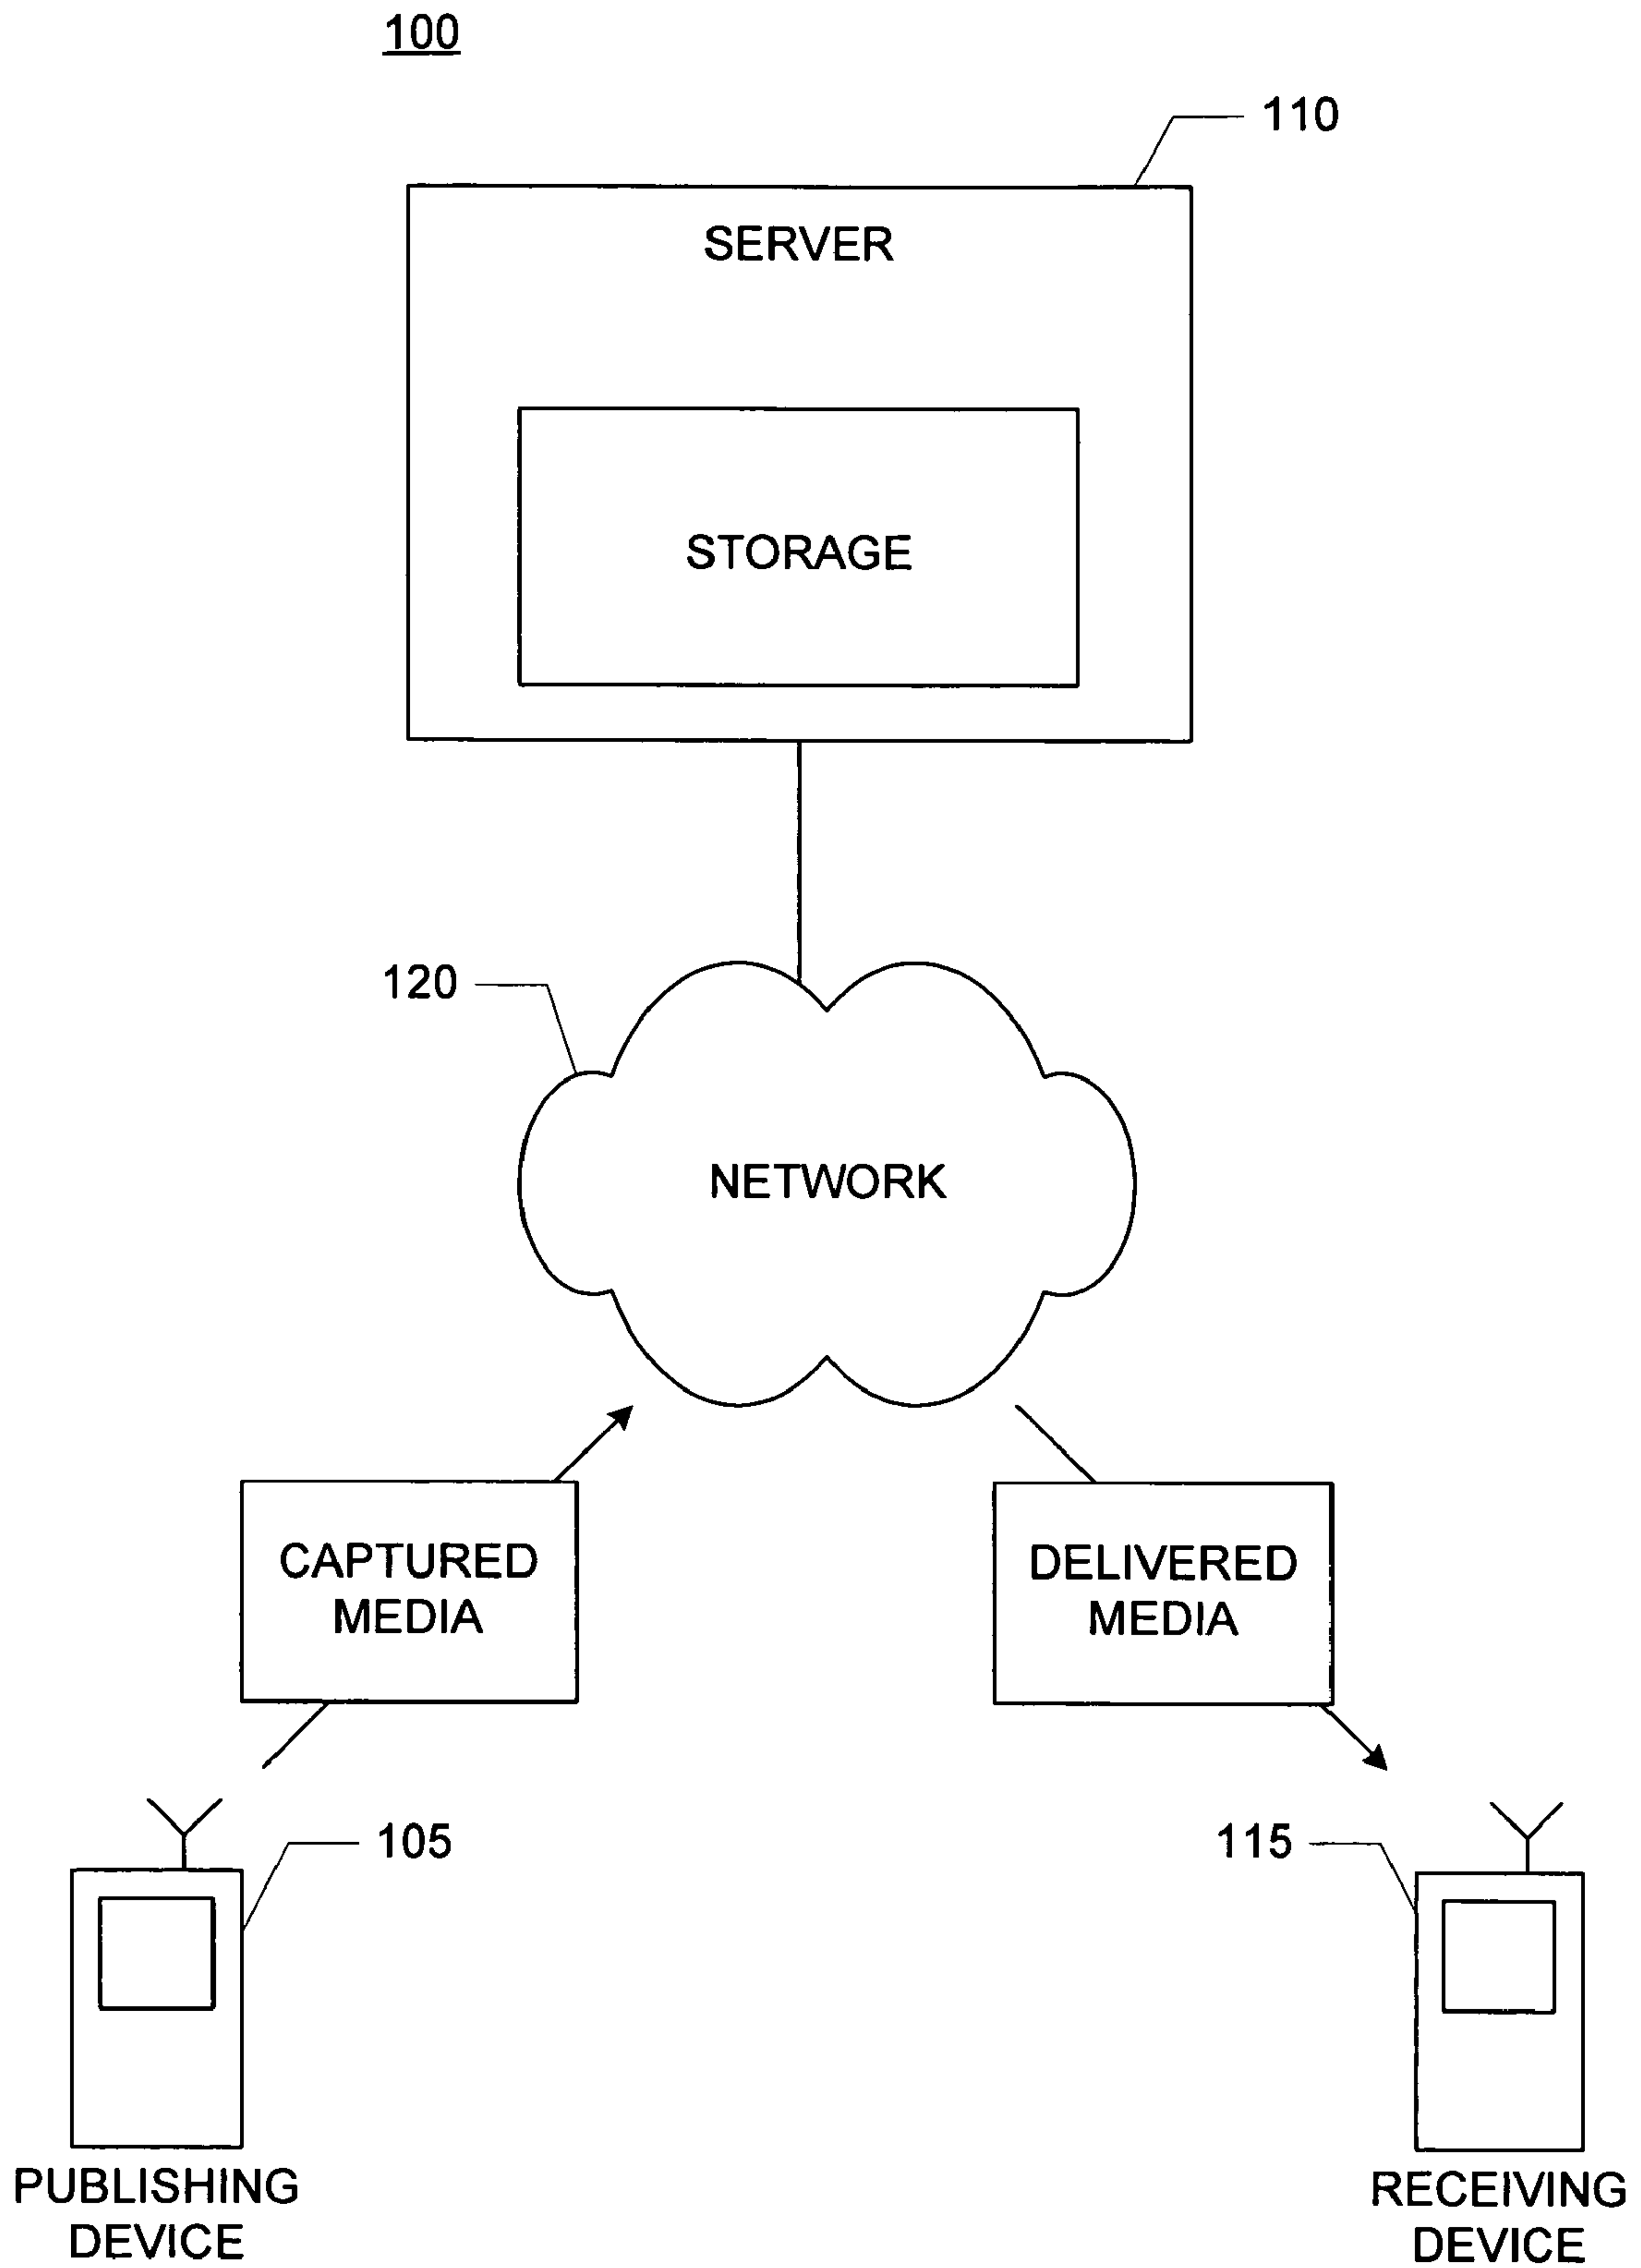 100
110
SERVER
STORAGE
120
NETWORK
CAPTURED
MEDIA
DELIVERED
MEDIA
105
115
PUBLISHING
DEVICE
RECEIVING
DEVICE